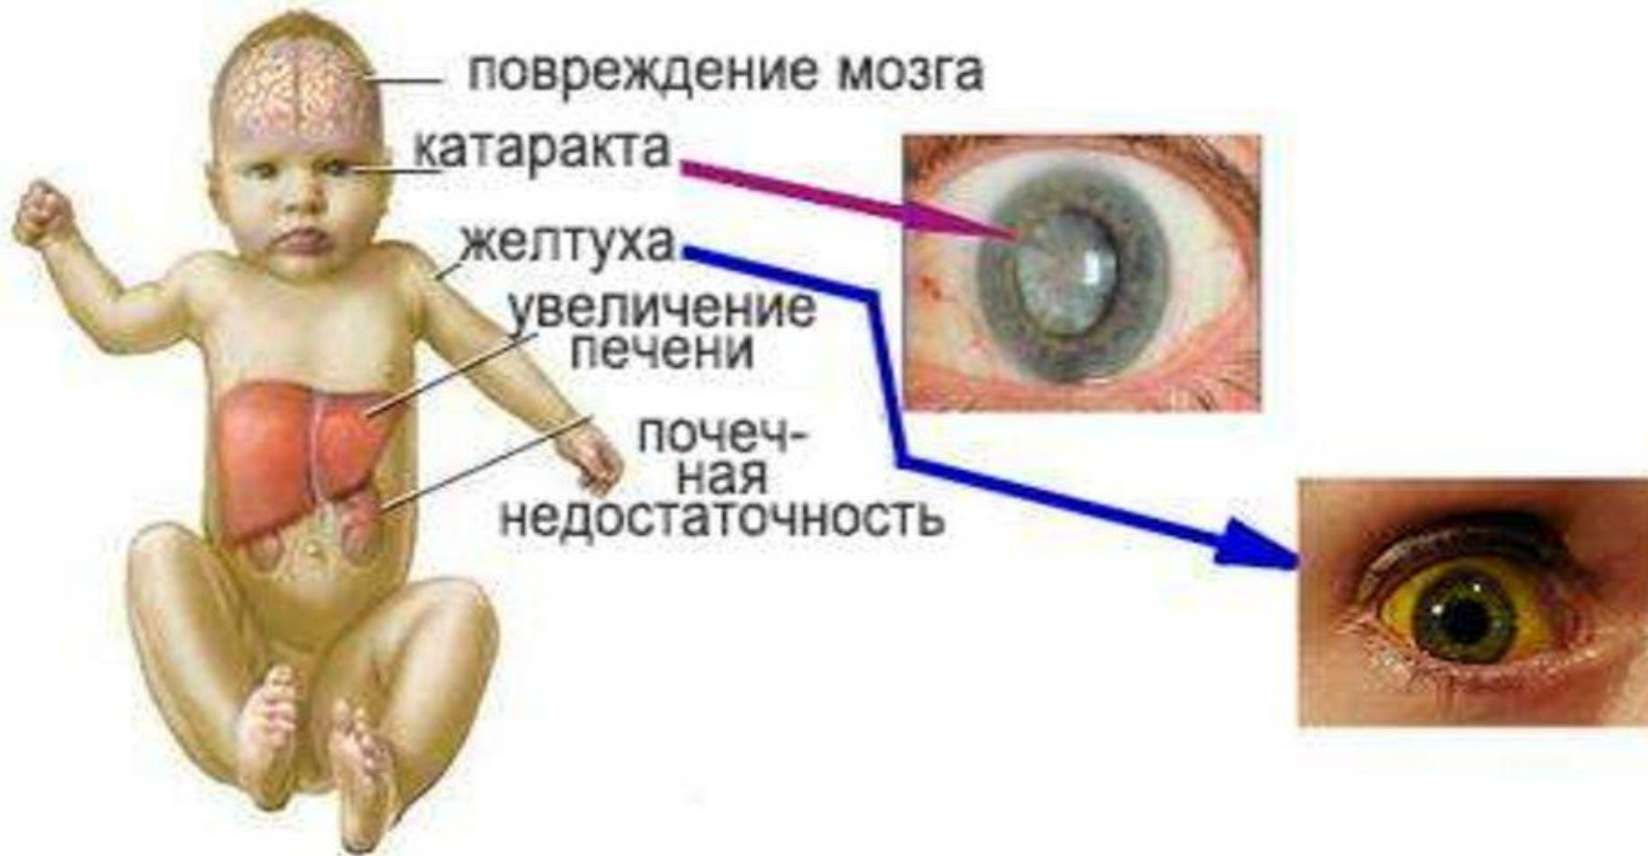 повреждение мозга
катаракта
желтуха
увеличение
печени
почеч-
ная
недостаточность